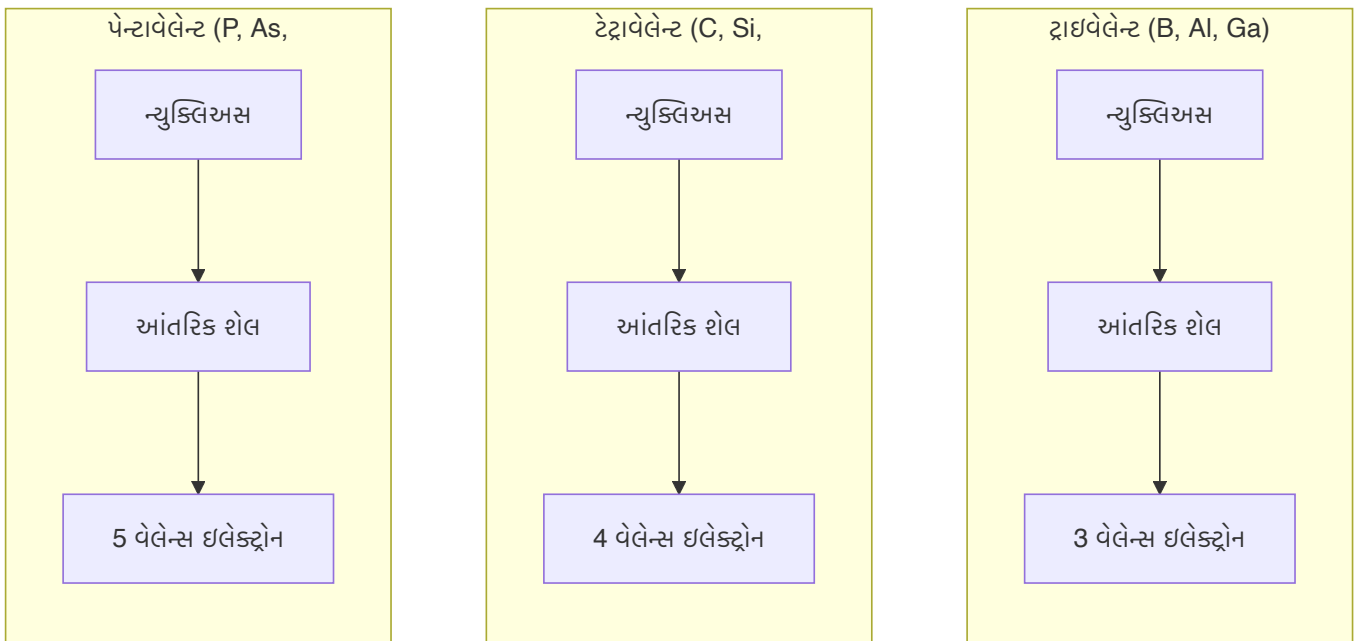 પેન્ટાવેલેન્ટ (P, As,
ન્યુક્લિઅસ
આંતરિક શેલ
5 વેલેન્સ ઇલેક્ટ્રોન
ટેટ્રાવેલેન્ટ (C, Si,
ન્યુક્લિઅસ
આંતરિક શેલ
4 વેલેન્સ ઇલેક્ટ્રોન
ટ્રાઇવેલેન્ટ (B, Al, Ga)
ન્યુક્લિઅસ
આંતરિક શેલ
3 વેલેન્સ ઇલેક્ટ્રોન